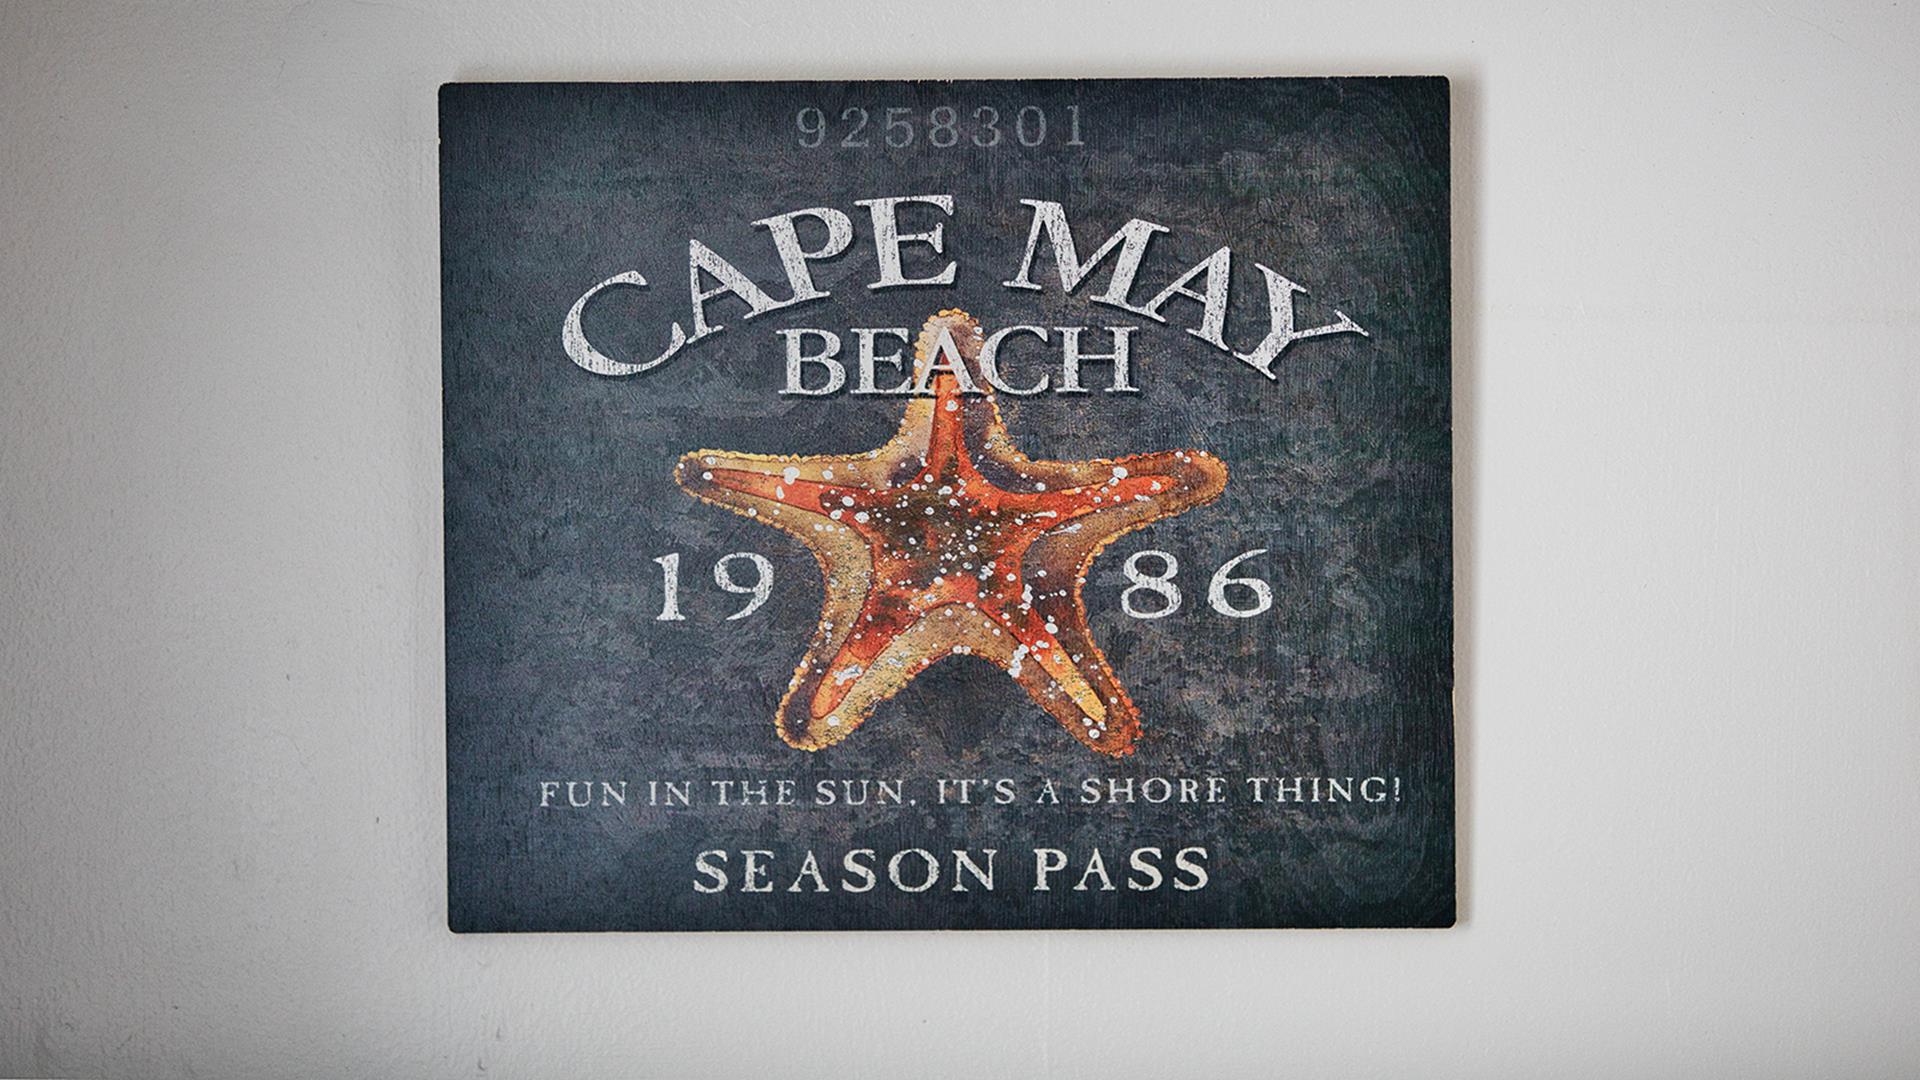 9258301
CAPE MAY
BEACH
19 86
FUN IN THE SUN. IT'S A SHORE THING!
SEASON PASS